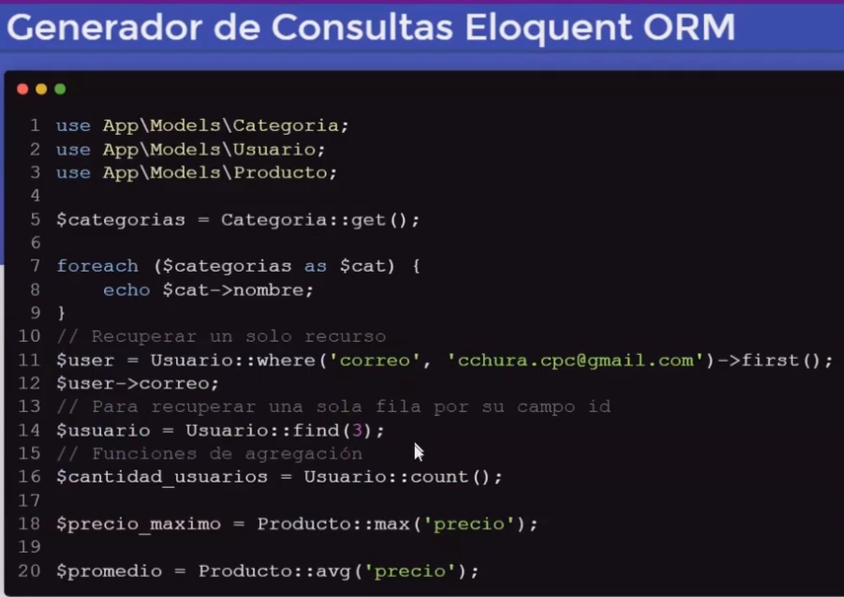 Generador de Consultas Eloquent ORM
1 use App\Models\Categoria;
2 use App\Models\Usuario;
3 use App\Models\Producto;
4
5 $categorias = Categoria::get();
6
7 foreach ($categorias as $cat) {
8     echo $cat->nombre;
9 }
10 // Recuperar un solo recurso
11 $user = Usuario::where('correo', 'cchura.cpc@gmail.com')->first();
12 $user->correo;
13 // Para recuperar una sola fila por su campo id
14 $usuario = Usuario::find(3);
15 // Funciones de agregación
16 $cantidad_usuarios = Usuario::count();
17
18 $precio_maximo = Producto::max('precio');
19
20 $promedio = Producto::avg('precio');